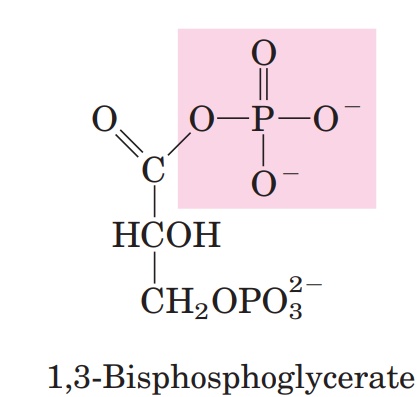 O
O O—P—O⁻
C O⁻
HCOH
CH₂OPO₃²⁻
1,3-Bisphosphoglycerate